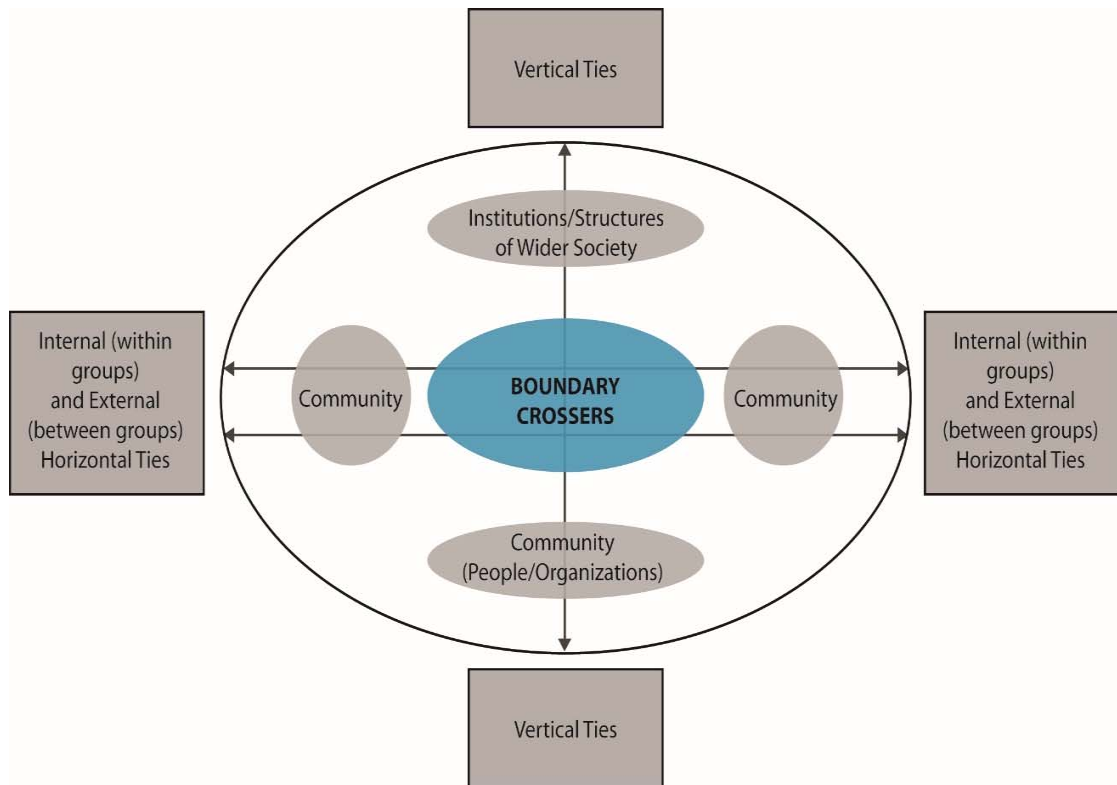 Vertical Ties
Institutions/Structures
of Wider Society
Internal (within
groups)
and External
(between groups)
Horizontal Ties
Community
BOUNDARY
CROSSERS
Community
Internal (within
groups)
and External
(between groups)
Horizontal Ties
Community
(People/Organizations)
Vertical Ties